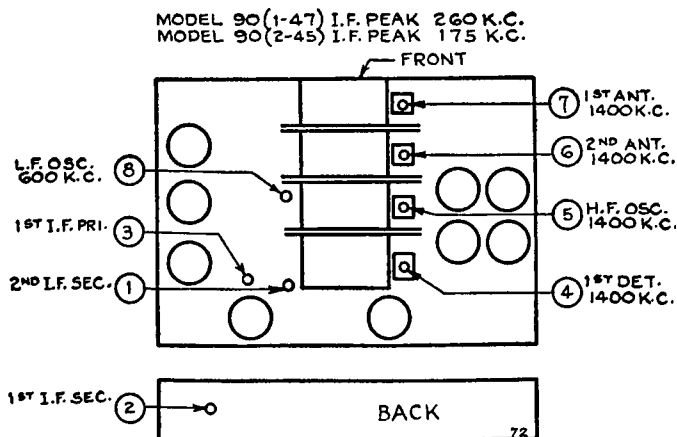 MODEL 90(1-47) I.F. PEAK 260 K.C.
MODEL 90(2-45) I.F. PEAK 175 K.C.
FRONT
7
1ST ANT.
1400 K.C.
6
2ND ANT.
1400 K.C.
L.F. OSC.
600 K.C.
8
5
H.F. OSC.
1400 K.C.
1ST I.F. PRI.
3
2ND I.F. SEC.
1
4
1ST DET.
1400 K.C.
1ST I.F. SEC.
2
BACK
72